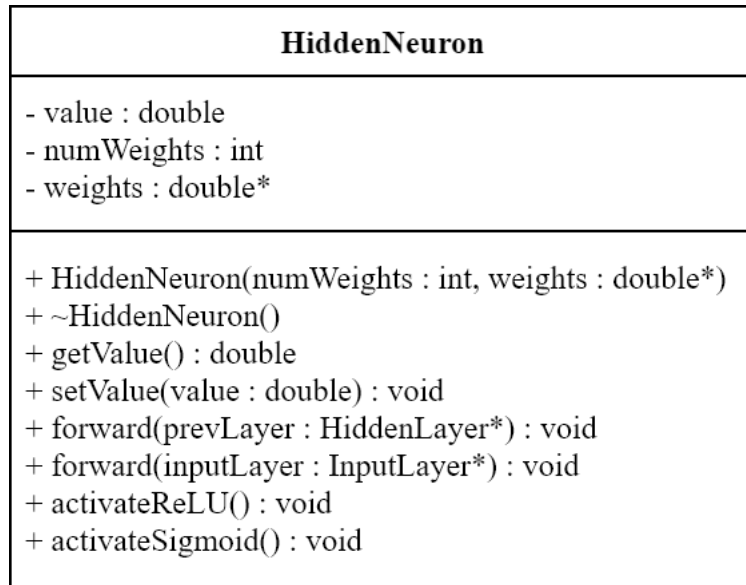 HiddenNeuron
- value : double
- numWeights : int
- weights : double*
+ HiddenNeuron(numWeights : int, weights : double*)
+ ~HiddenNeuron()
+ getValue() : double
+ setValue(value : double) : void
+ forward(prevLayer : HiddenLayer*) : void
+ forward(inputLayer : InputLayer*) : void
+ activateReLU() : void
+ activateSigmoid() : void